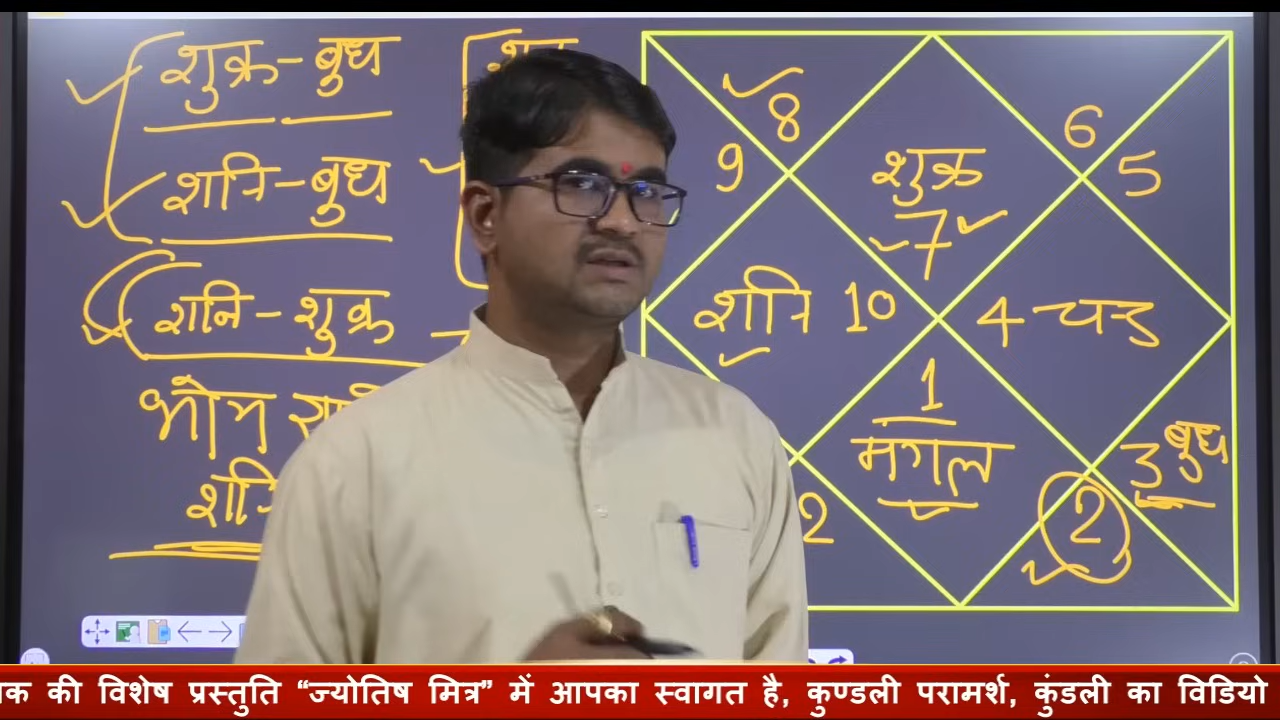 शुक्र-बुध
शनि-बुध
शनि-शुक्र
भोम
8
9
6
5
शुक्र
7
शनि 10
4-चन्द्र
1
मगल
3 बुध
2
2
की विशेष प्रस्तुति “ज्योतिष मित्र” में आपका स्वागत है, कुण्डली परामर्श, कुंडली का विडियो